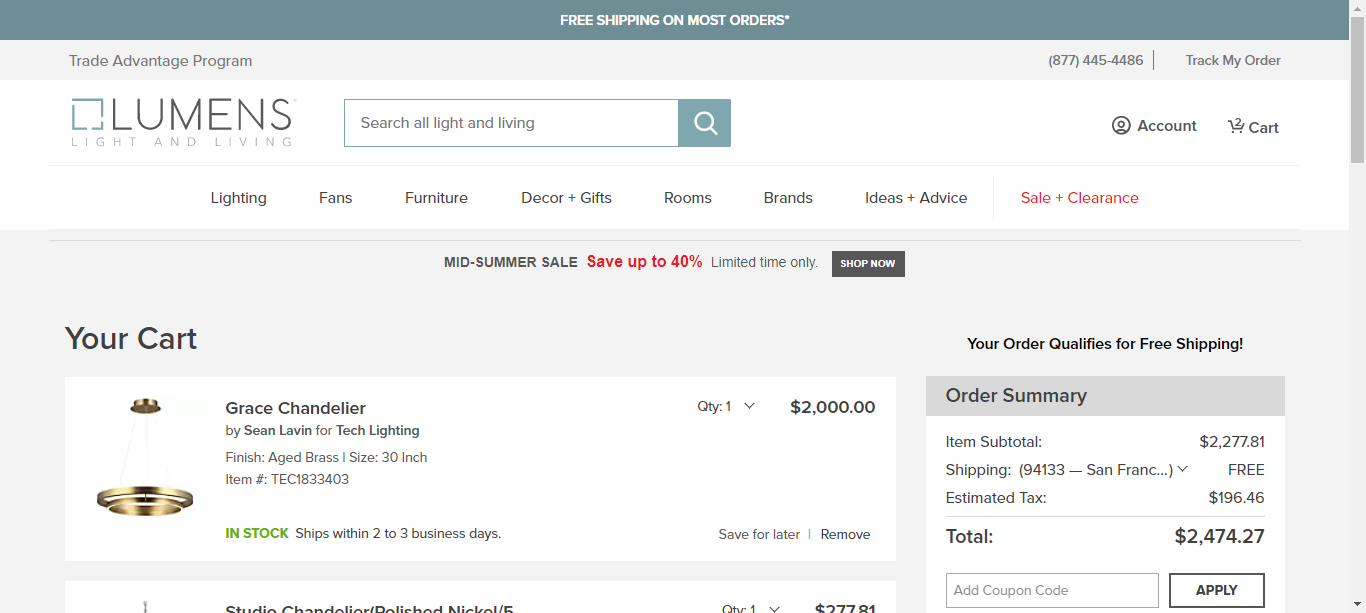 FREE SHIPPING ON MOST ORDERS*
Trade Advantage Program
(877) 445-4486
Track My Order
LUMENS
LIGHT AND LIVING
Search all light and living
Account
2
Cart
Lighting
Fans
Furniture
Decor + Gifts
Rooms
Brands
Ideas + Advice
Sale + Clearance
MID-SUMMER SALE Save up to 40% Limited time only. SHOP NOW
Your Cart
Grace Chandelier
Qty: 1
$2,000.00
by Sean Lavin for Tech Lighting
Finish: Aged Brass | Size: 30 Inch
Item #: TEC1833403
IN STOCK Ships within 2 to 3 business days.
Save for later | Remove
Studio Chandelier(Polished Nickel/5
Qty: 1
$277.81
Your Order Qualifies for Free Shipping!
Order Summary
Item Subtotal: $2,277.81
Shipping: (94133 — San Franc...) FREE
Estimated Tax: $196.46
Total: $2,474.27
Add Coupon Code
APPLY